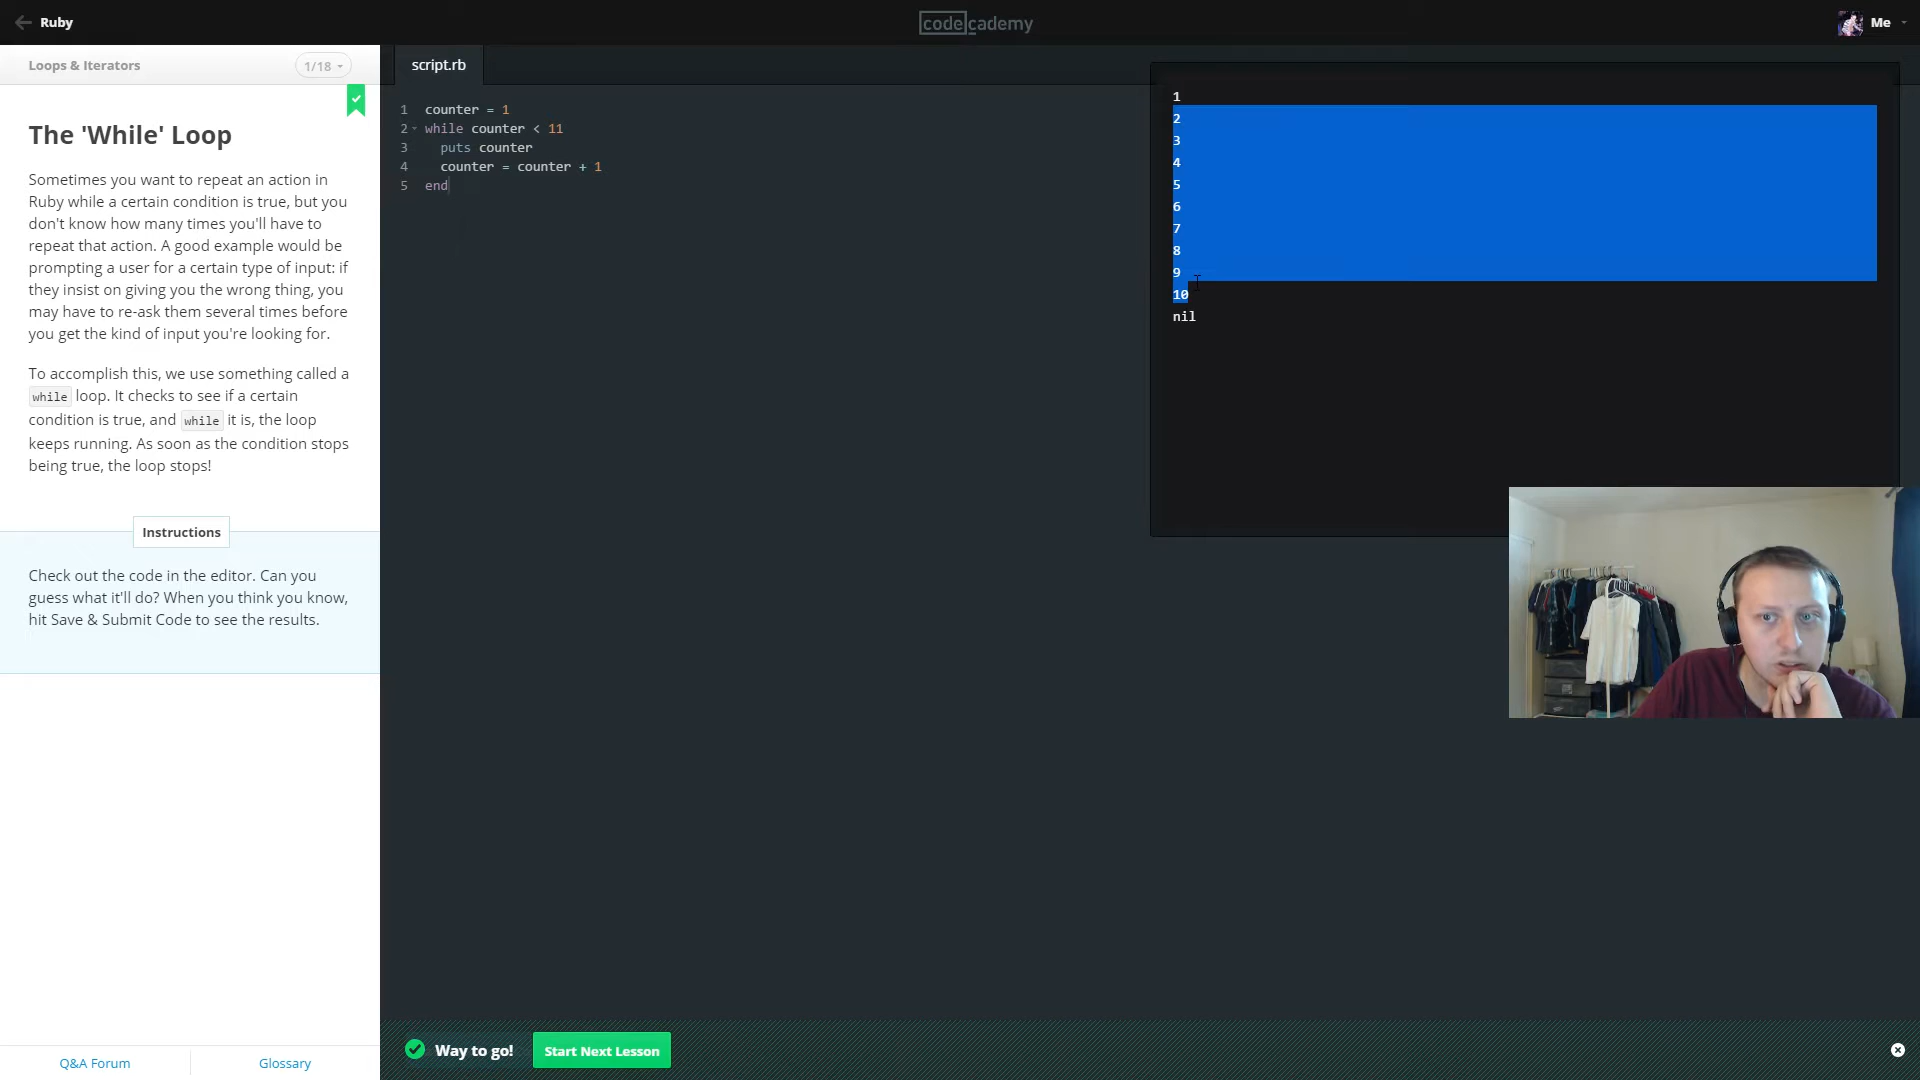 Ruby
codecademy
Me
Loops & Iterators
1/18
script.rb
The 'While' Loop
Sometimes you want to repeat an action in
Ruby while a certain condition is true, but you
don't know how many times you'll have to
repeat that action. A good example would be
prompting a user for a certain type of input: if
they insist on giving you the wrong thing, you
may have to re-ask them several times before
you get the kind of input you're looking for.
To accomplish this, we use something called a
while loop. It checks to see if a certain
condition is true, and while it is, the loop
keeps running. As soon as the condition stops
being true, the loop stops!
Instructions
Check out the code in the editor. Can you
guess what it'll do? When you think you know,
hit Save & Submit Code to see the results.
Q&A Forum
Glossary
1 counter = 1
2 while counter < 11
3 puts counter
4 counter = counter + 1
5 end
1
2
3
4
5
6
7
8
9
10
nil
Way to go!
Start Next Lesson